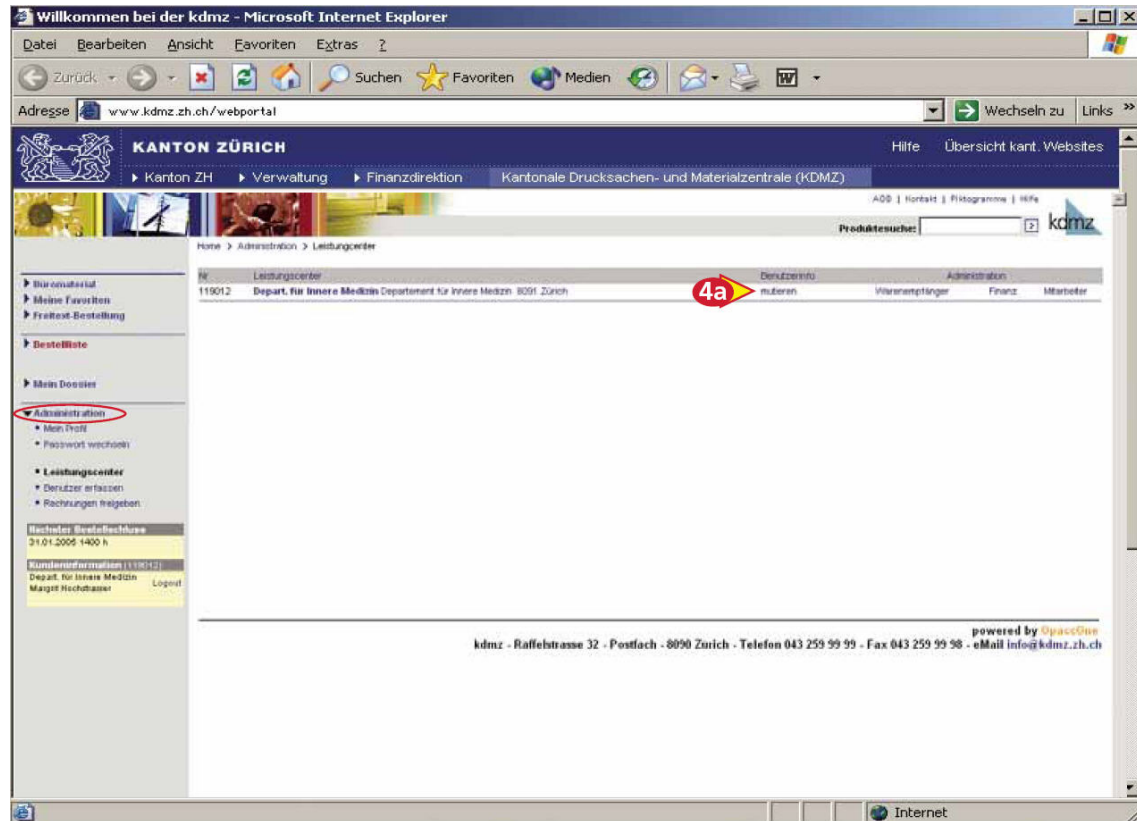 Willkommen bei der kdmz - Microsoft Internet Explorer
Datei Bearbeiten Ansicht Favoriten Extras ?
Zurück Suchen Favoriten Medien
Adresse www.kdmz.zh.ch/webportal Wechseln zu Links »
KANTON ZÜRICH Hilfe Übersicht kant. Websites
Kanton ZH Verwaltung Finanzdirektion Kantonale Drucksachen- und Materialzentrale (KDMZ)
AGB | Kontakt | Piktogramme | Hilfe
Produktesuche: kdmz
Home > Administration > Leistungcenter
Nr Leistungscenter Benutzerinfo Administration
119012 Depart. für Innere Medizin Departement für Innere Medizin 8091 Zürich 4a mutieren Warenempfänger Finanz Mitarbeiter
Büromaterial
Meine Favoriten
Freitext-Bestellung
Bestellliste
Mein Dossier
Administration
• Mein Profil
• Passwort wechseln
• Leistungscenter
• Benutzer erfassen
• Rechnungen freigeben
Nächster Bestellschluss
31.01.2006 1400 h
Kundeninformation (119012)
Depart. für Innere Medizin
Logout
powered by OpaccOne
kdmz - Räffelstrasse 32 - Postfach - 8090 Zürich - Telefon 043 259 99 99 - Fax 043 259 99 98 - eMail info@kdmz.zh.ch
Internet